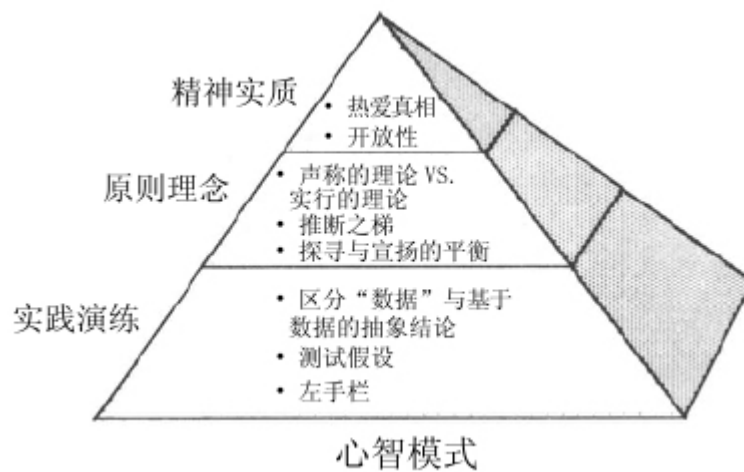 精神实质
• 热爱真相
• 开放性
原则理念
• 声称的理论 VS.
实行的理论
• 推断之梯
• 探寻与宣扬的平衡
实践演练
• 区分“数据”与基于
数据的抽象结论
• 测试假设
• 左手栏
心智模式